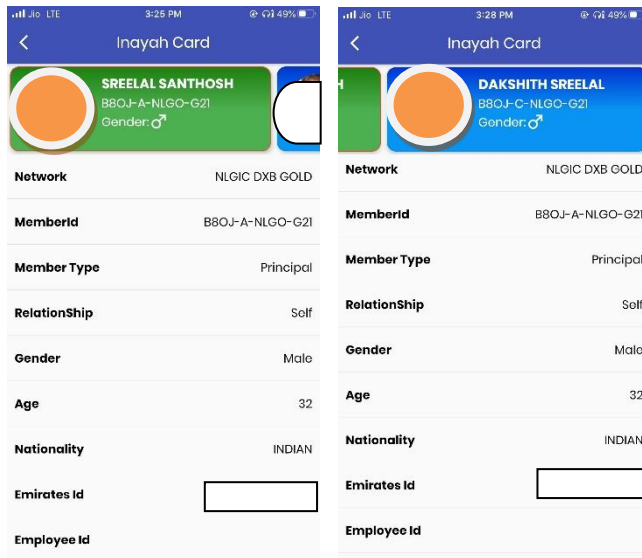 Jio LTE 3:25 PM 49%
Inayah Card
SREELAL SANTHOSH
B8OJ-A-NLGO-G21
Gender:
Network NLGIC DXB GOLD
MemberId B8OJ-A-NLGO-G21
Member Type Principal
RelationShip Self
Gender Male
Age 32
Nationality INDIAN
Emirates Id
Employee Id
Jio LTE 3:28 PM 49%
Inayah Card
H
DAKSHITH SREELAL
B8OJ-C-NLGO-G21
Gender:
Network NLGIC DXB GOLD
MemberId B8OJ-A-NLGO-G21
Member Type Principal
RelationShip Self
Gender Male
Age 32
Nationality INDIAN
Emirates Id
Employee Id